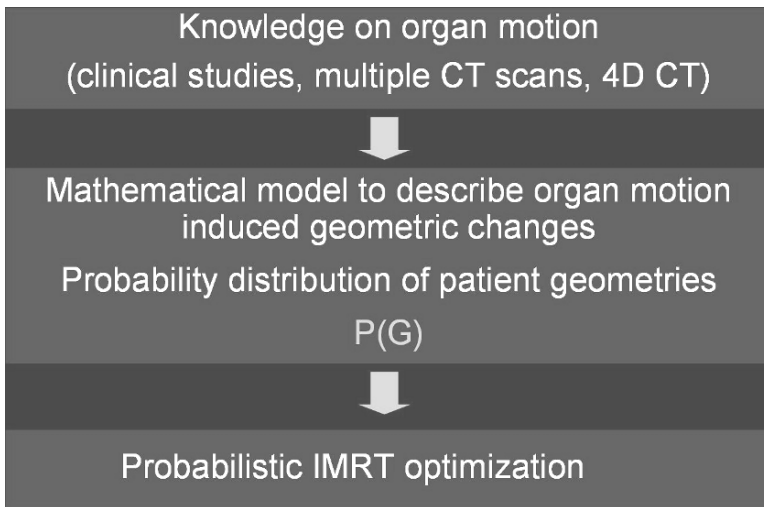 Knowledge on organ motion
(clinical studies, multiple CT scans, 4D CT)
Mathematical model to describe organ motion
induced geometric changes
Probability distribution of patient geometries
P(G)
Probabilistic IMRT optimization